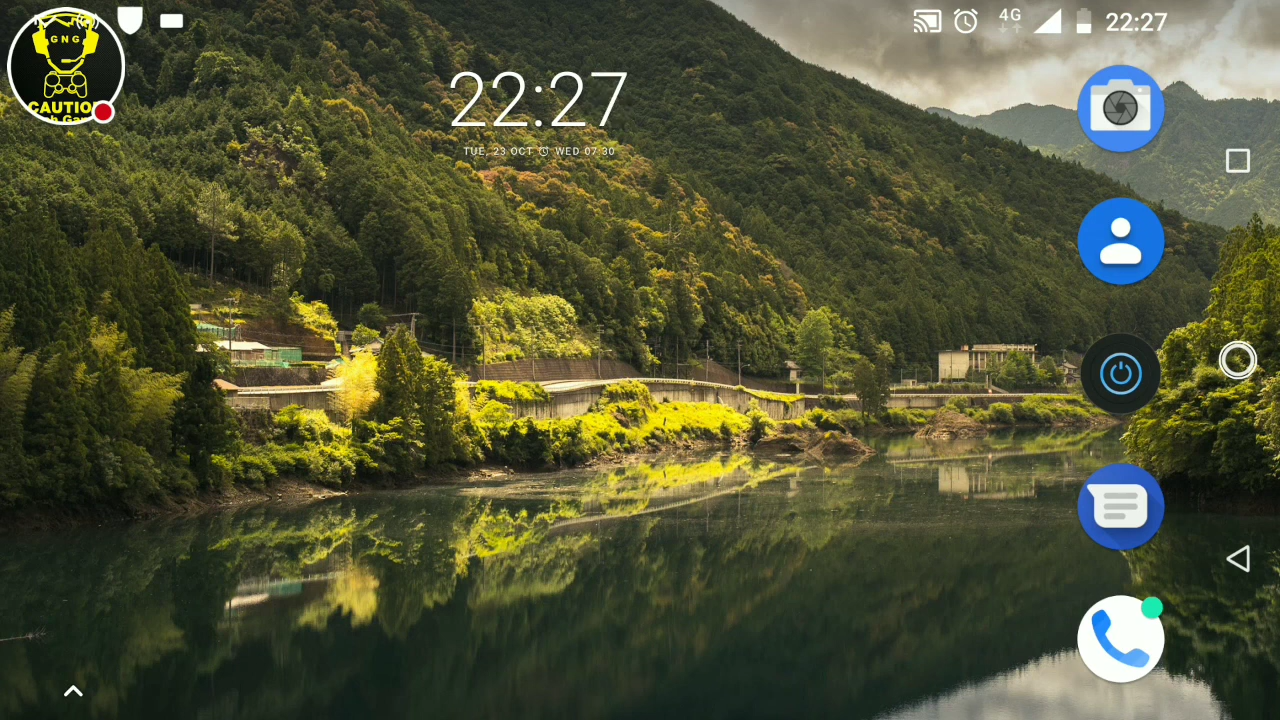 GNG
CAUTIO
4G
22:27
22:27
TUE, 23 OCT WED 07:30